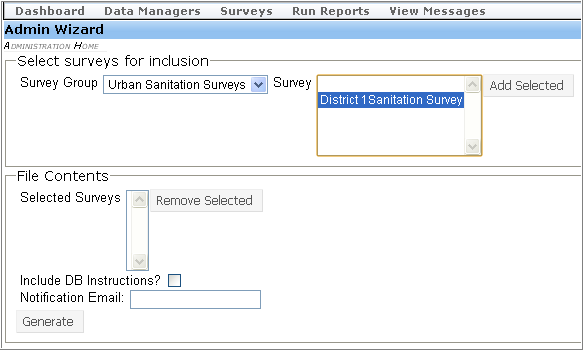 Dashboard Data Managers Surveys Run Reports View Messages
Admin Wizard
Administration Home
Select surveys for inclusion
Survey Group Urban Sanitation Surveys Survey
District 1Sanitation Survey
Add Selected
File Contents
Selected Surveys
Remove Selected
Include DB Instructions?
Notification Email:
Generate